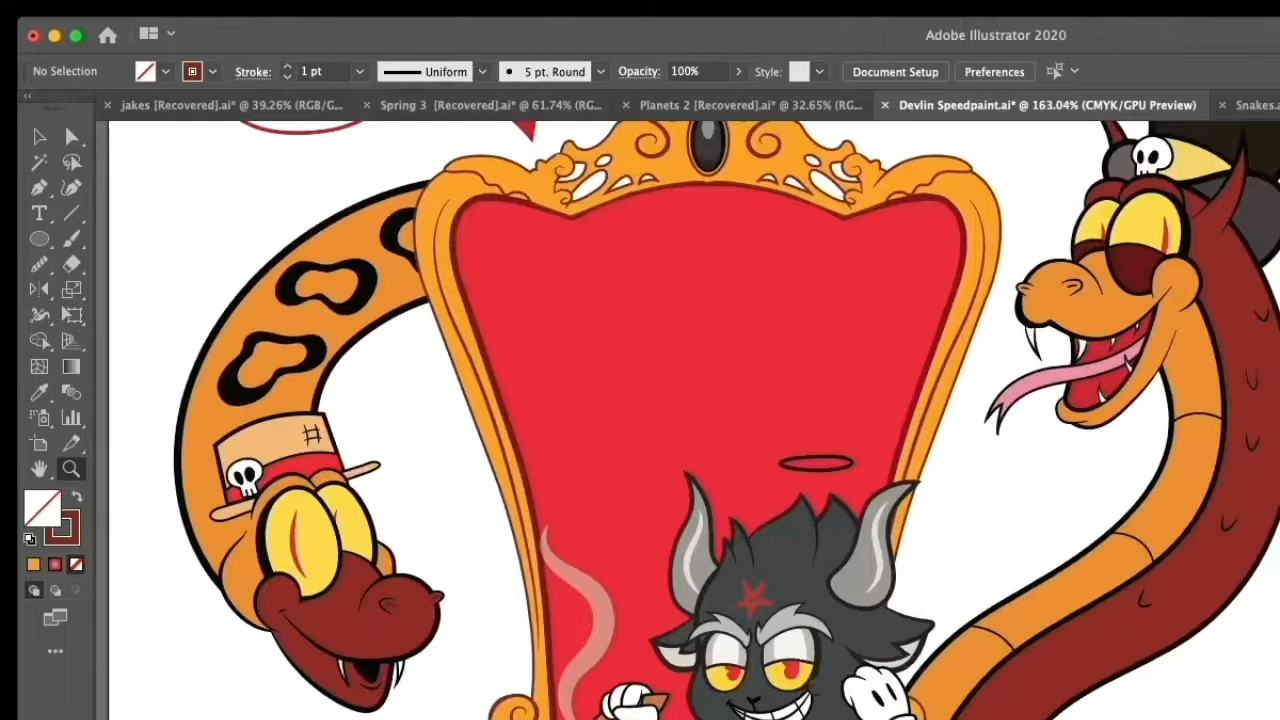 Adobe Illustrator 2020
No Selection Stroke: 1 pt Uniform 5 pt. Round Opacity: 100% Style: Document Setup Preferences
jakes [Recovered].ai* @ 39.26% (RGB/G... Spring 3 [Recovered].ai* @ 61.74% (RG... Planets 2 [Recovered].ai* @ 32.65% (RG... Devlin Speedpaint.ai* @ 163.04% (CMYK/GPU Preview) Snakes.a